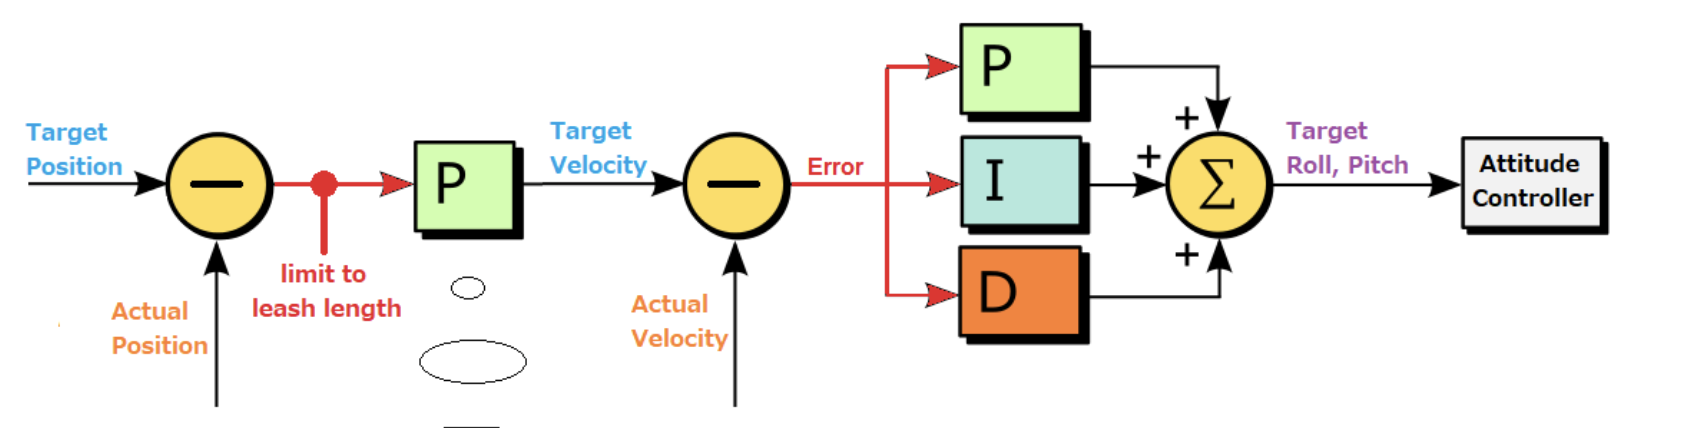 Target
Position
−
Actual
Position
limit to
leash length
P
Target
Velocity
−
Actual
Velocity
Error
P
I
D
+
+
+
Σ
Target
Roll, Pitch
Attitude
Controller